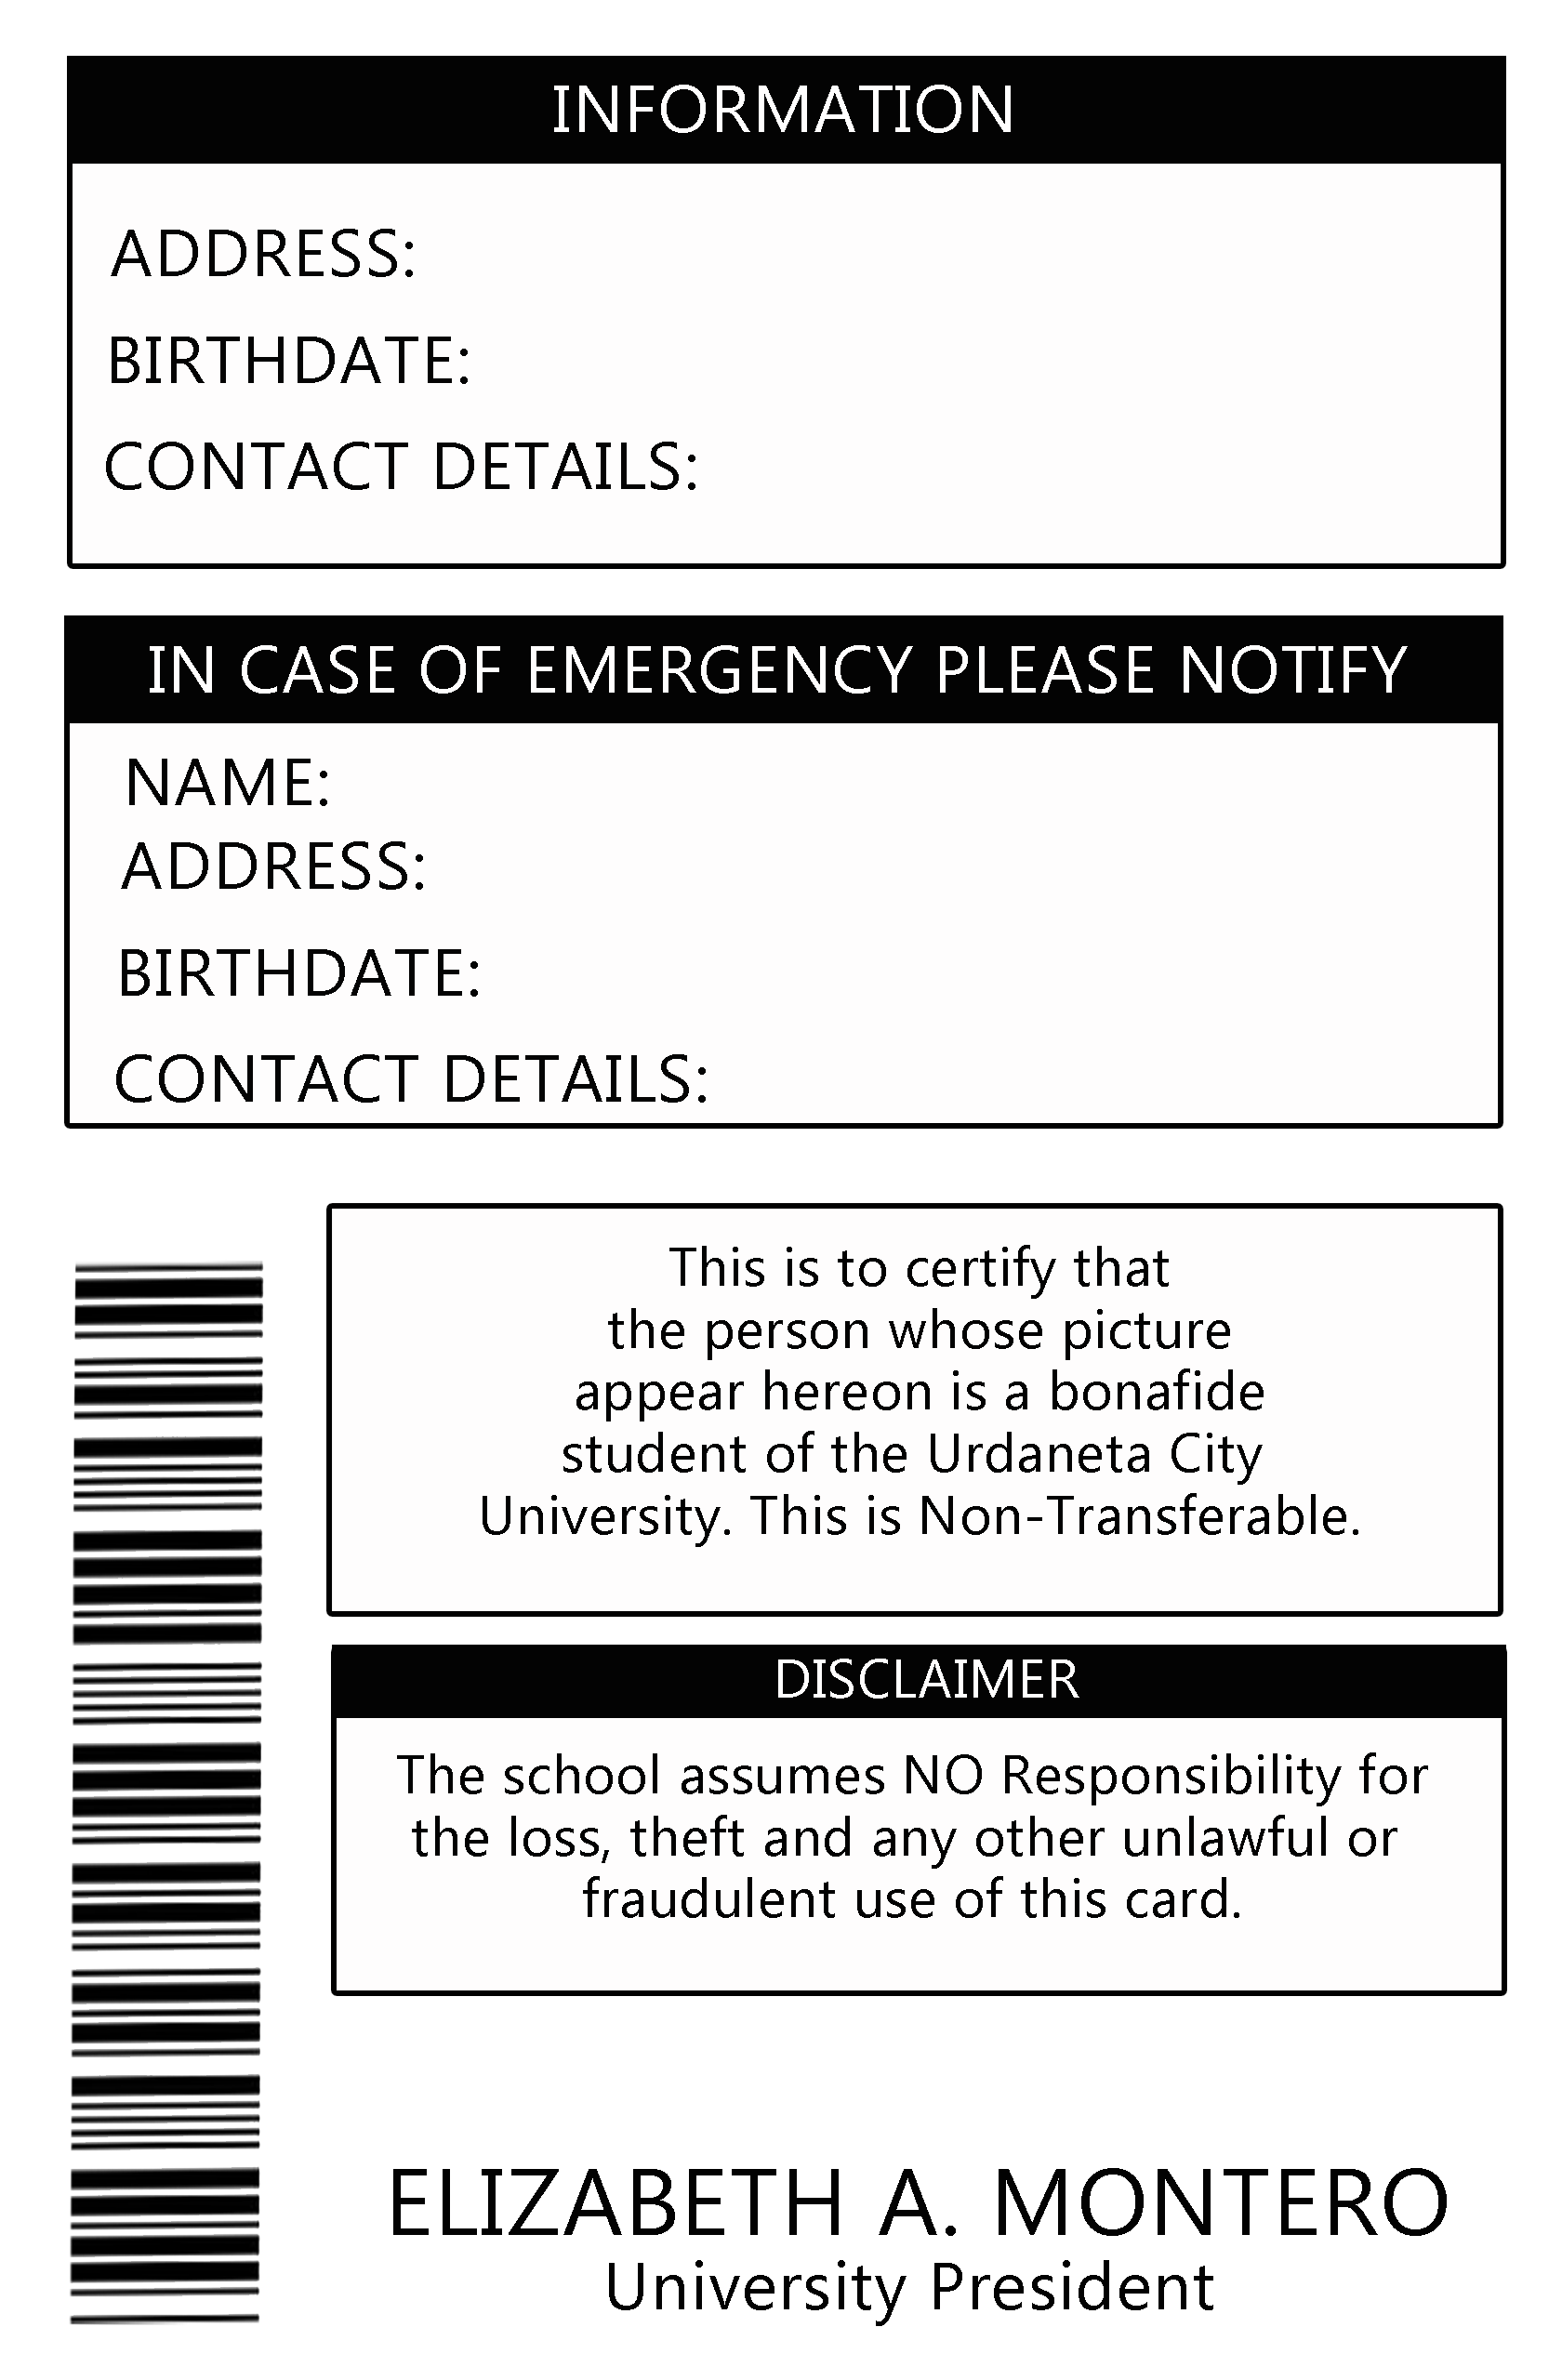 INFORMATION
ADDRESS:
BIRTHDATE:
CONTACT DETAILS:
IN CASE OF EMERGENCY PLEASE NOTIFY
NAME:
ADDRESS:
BIRTHDATE:
CONTACT DETAILS:
This is to certify that
the person whose picture
appear hereon is a bonafide
student of the Urdaneta City
University. This is Non-Transferable.
DISCLAIMER
The school assumes NO Responsibility for
the loss, theft and any other unlawful or
fraudulent use of this card.
ELIZABETH A. MONTERO
University President